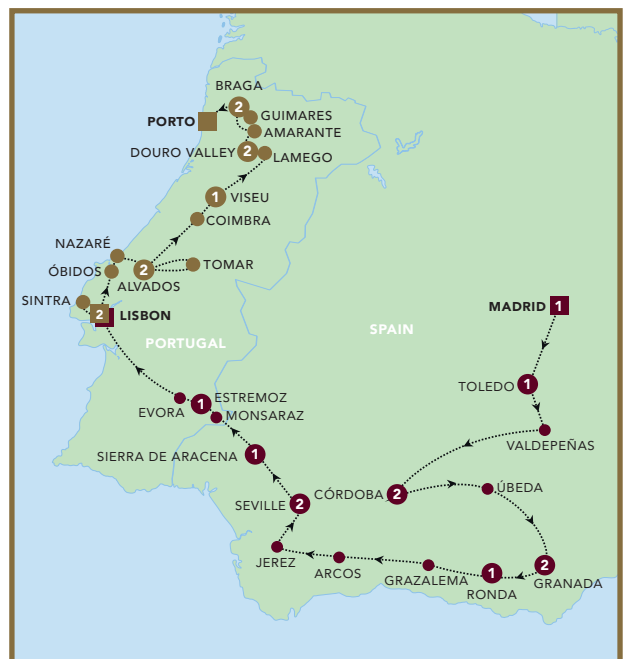 BRAGA
2
GUIMARES
PORTO
AMARANTE
DOURO VALLEY 2
LAMEGO
1 VISEU
COIMBRA
NAZARÉ
TOMAR
ÓBIDOS
2
ALVADOS
SINTRA
2 LISBON
MADRID 1
PORTUGAL
SPAIN
TOLEDO 1
ESTREMOZ
1
EVORA
MONSARAZ
VALDEPEÑAS
SIERRA DE ARACENA 1
CÓRDOBA 2
ÚBEDA
SEVILLE 2
JEREZ
ARCOS
GRAZALEMA
1
RONDA
2
GRANADA